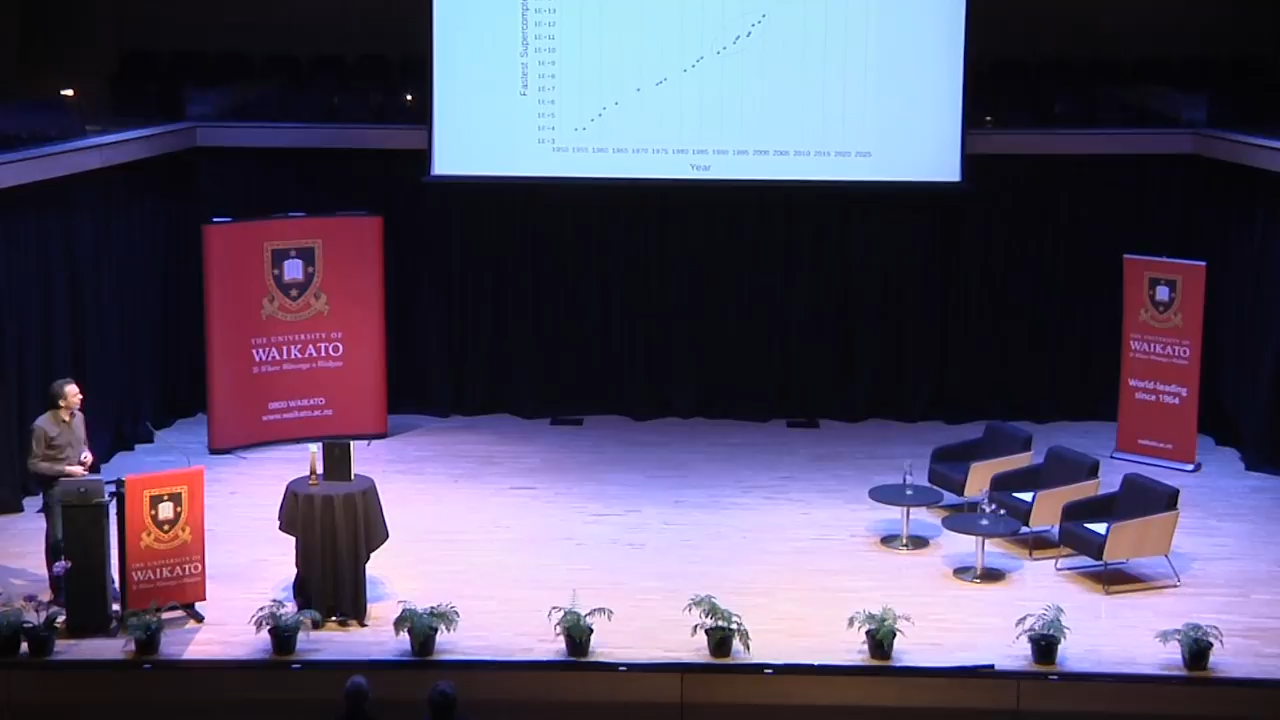 Fastest
1E+13
1E+12
1E+11
1E+10
1E+9
1E+8
1E+7
1E+6
1E+5
1E+4
1E+3
1950 1955 1960 1965 1970 1975 1980 1985 1990 1995 2000 2005 2010 2015 2020 2025
Year
THE UNIVERSITY OF
WAIKATO
Te Whare Wānanga o Waikato
0800 WAIKATO
www.waikato.ac.nz
THE UNIVERSITY OF
WAIKATO
Te Whare Wānanga o Waikato
World-leading
since 1964
waikato.ac.nz
THE UNIVERSITY OF
WAIKATO
Te Whare Wānanga o Waikato